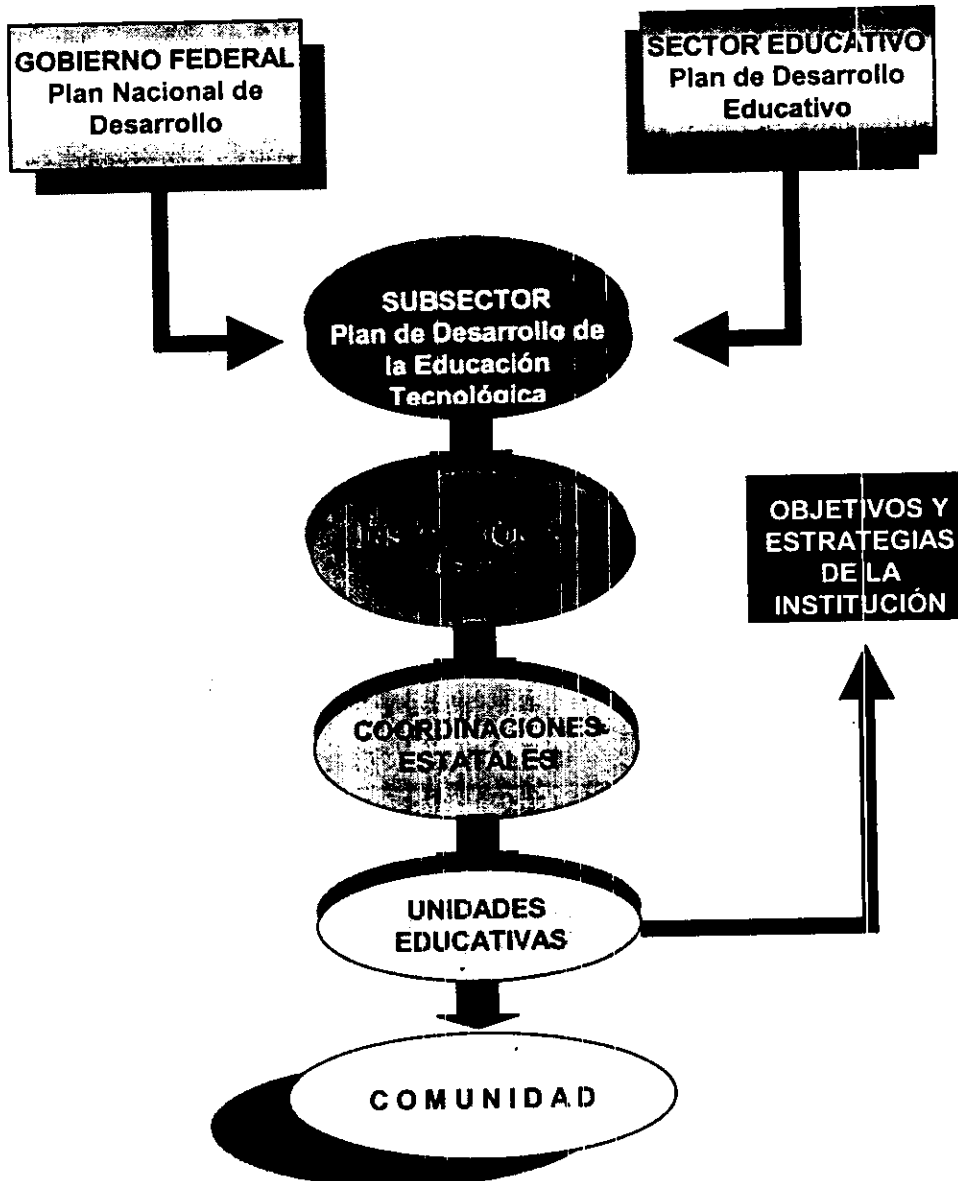 GOBIERNO FEDERAL
Plan Nacional de
Desarrollo
SECTOR EDUCATIVO
Plan de Desarrollo
Educativo
SUBSECTOR
Plan de Desarrollo de
la Educación
Tecnológica
OBJETIVOS Y
ESTRATEGIAS
DE LA
INSTITUCIÓN
COORDINACIONES
ESTATALES
UNIDADES
EDUCATIVAS
COMUNIDAD